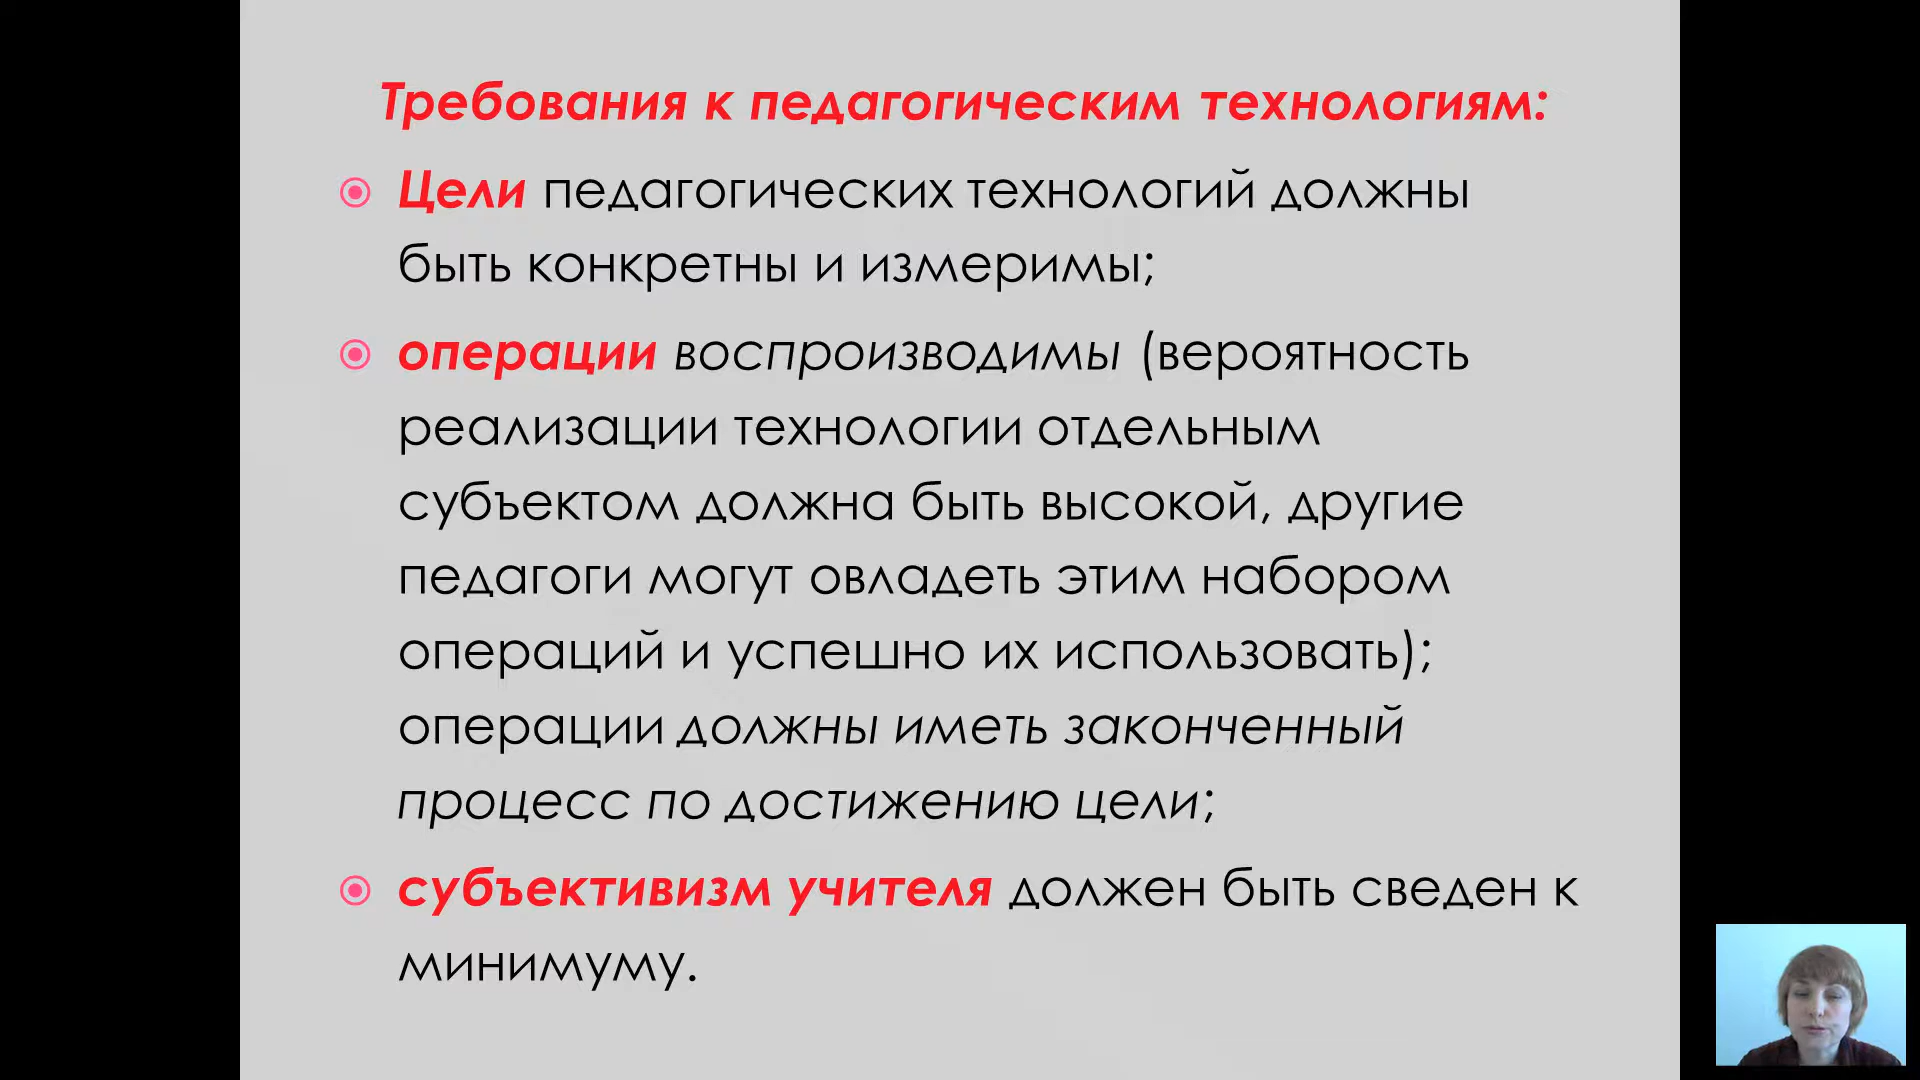 Требования к педагогическим технологиям:
Цели педагогических технологий должны
быть конкретны и измеримы;
операции воспроизводимы (вероятность
реализации технологии отдельным
субъектом должна быть высокой, другие
педагоги могут овладеть этим набором
операций и успешно их использовать);
операции должны иметь законченный
процесс по достижению цели;
субъективизм учителя должен быть сведен к
минимуму.